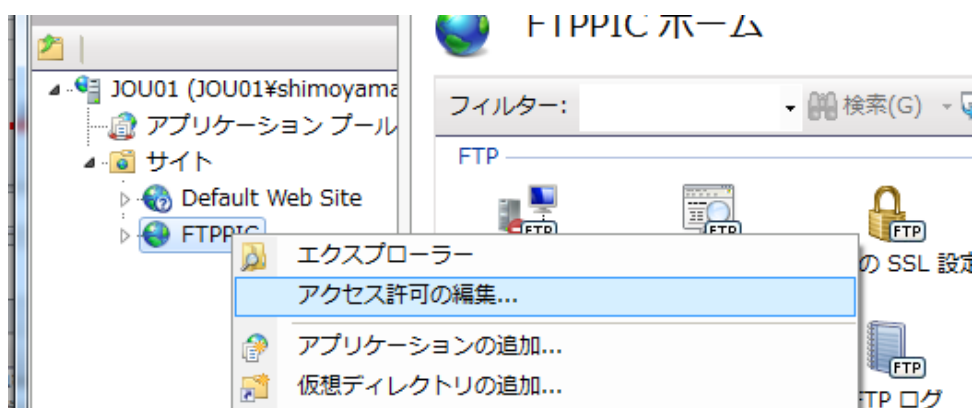 FTPPIC ホーム
JOU01 (JOU01¥shimoyama
アプリケーション プール
サイト
Default Web Site
FTPPIC
フィルター:
検索(G)
FTP
FTP
FTP
FTP
の SSL 設定
エクスプローラー
アクセス許可の編集...
アプリケーションの追加...
仮想ディレクトリの追加...
FTP
FTP ログ